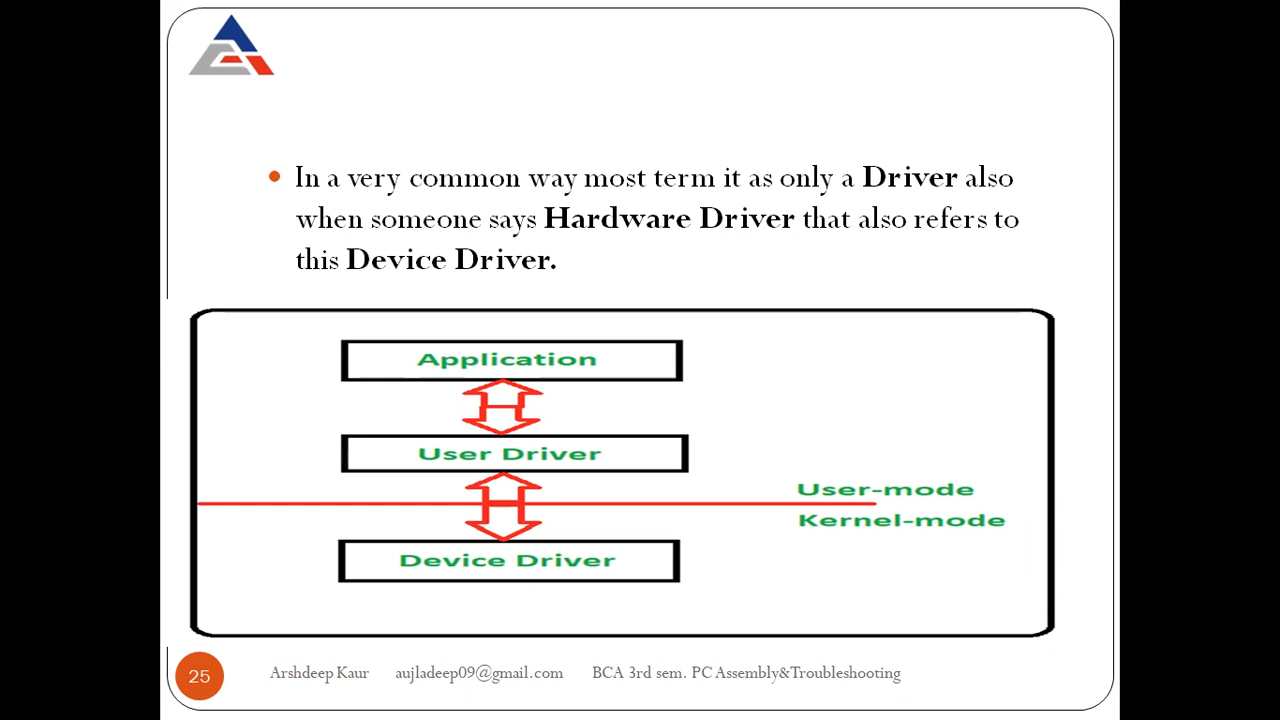 In a very common way most term it as only a Driver also
when someone says Hardware Driver that also refers to
this Device Driver.
Application
User Driver
User-mode
Kernel-mode
Device Driver
25
Arshdeep Kaur aujladeep09@gmail.com BCA 3rd sem. PC Assembly&Troubleshooting